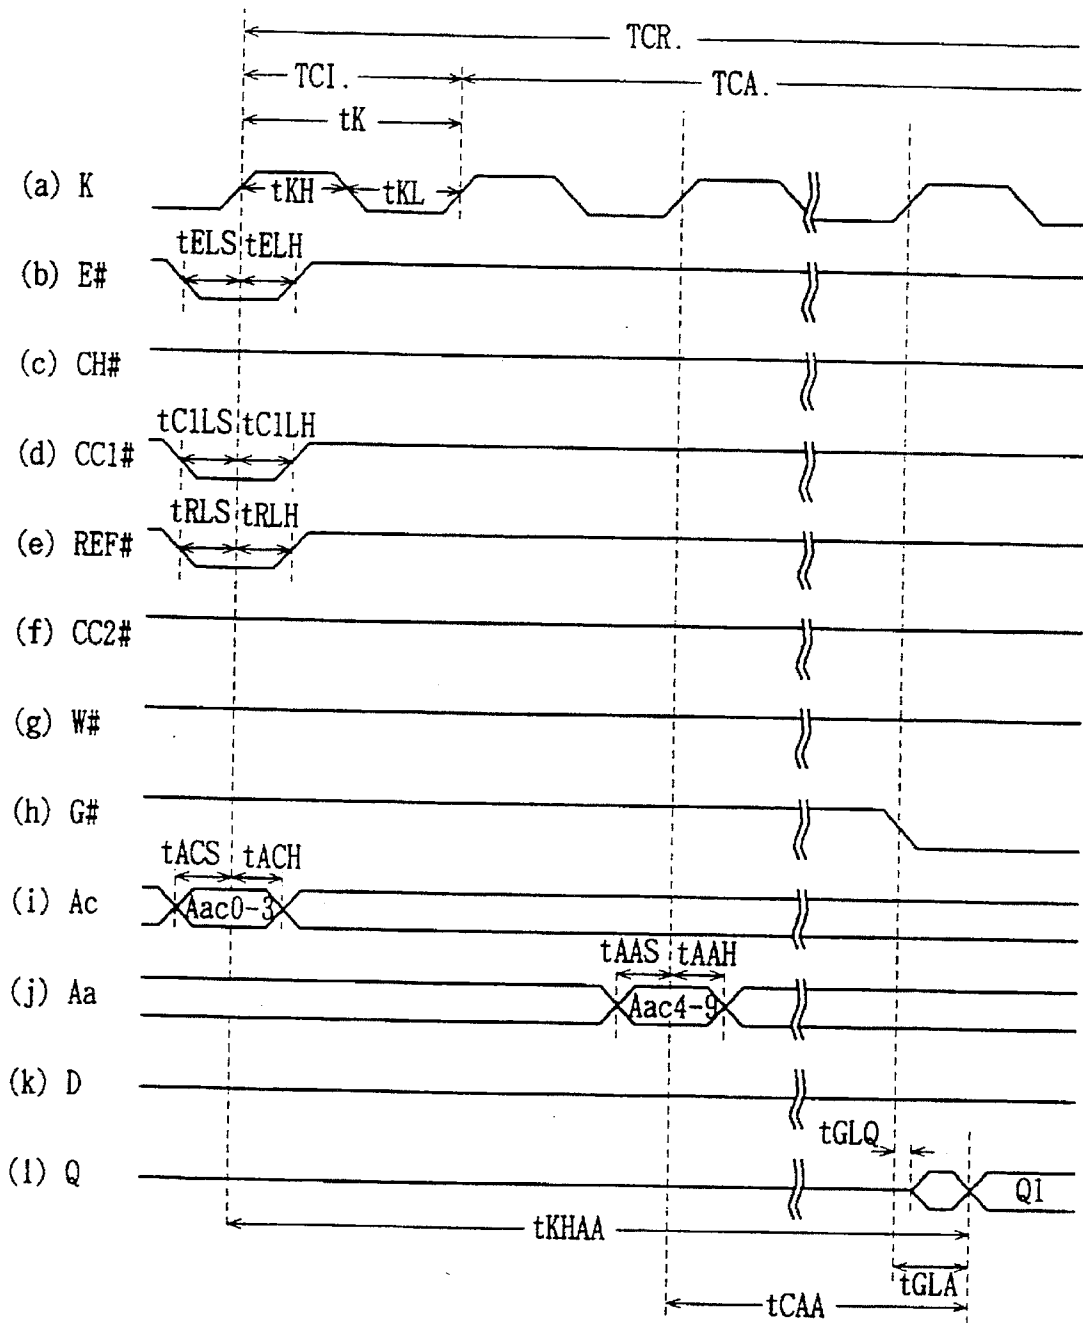 TCR.
TCI. TCA.
tK
(a) K tKH tKL
tELS tELH
(b) E#
(c) CH#
tC1LS tC1LH
(d) CC1#
tRLS tRLH
(e) REF#
(f) CC2#
(g) W#
(h) G#
tACS tACH
(i) Ac Aac0-3
tAAS tAAH
(j) Aa Aac4-9
(k) D
tGLQ
(l) Q Q1
tKHAA
tGLA
tCAA